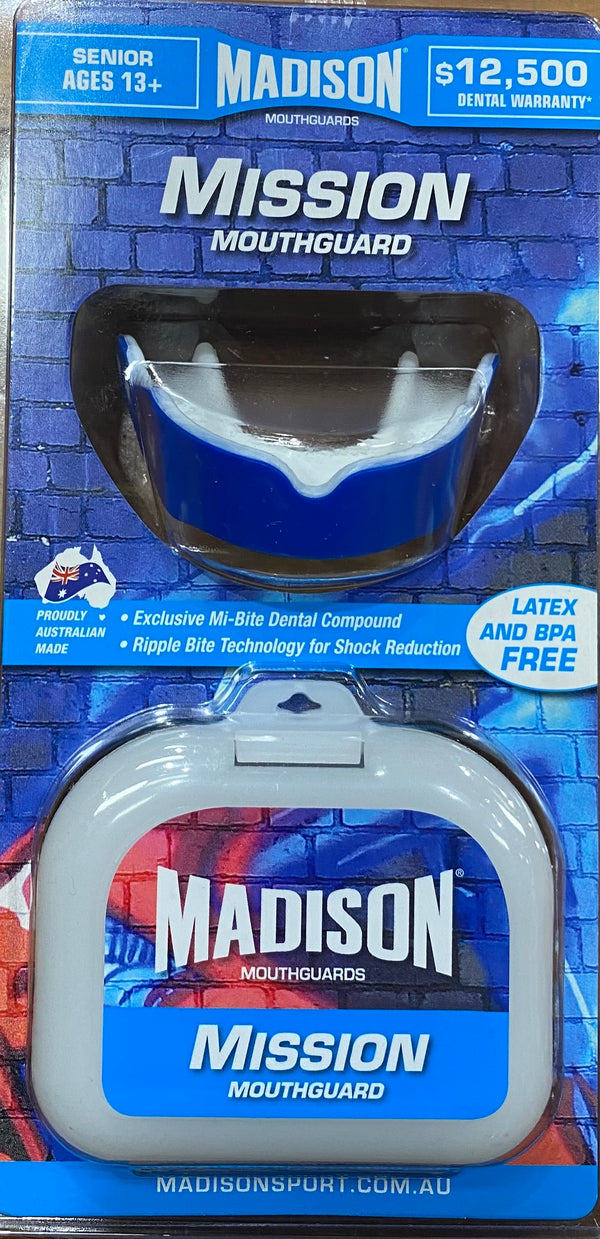 SENIOR
AGES 13+
MADISON®
MOUTHGUARDS
$12,500
DENTAL WARRANTY*
MISSION
MOUTHGUARD
PROUDLY
AUSTRALIAN
MADE
• Exclusive Mi-Bite Dental Compound
• Ripple Bite Technology for Shock Reduction
LATEX
AND BPA
FREE
MADISON®
MOUTHGUARDS
MISSION
MOUTHGUARD
MADISONSPORT.COM.AU